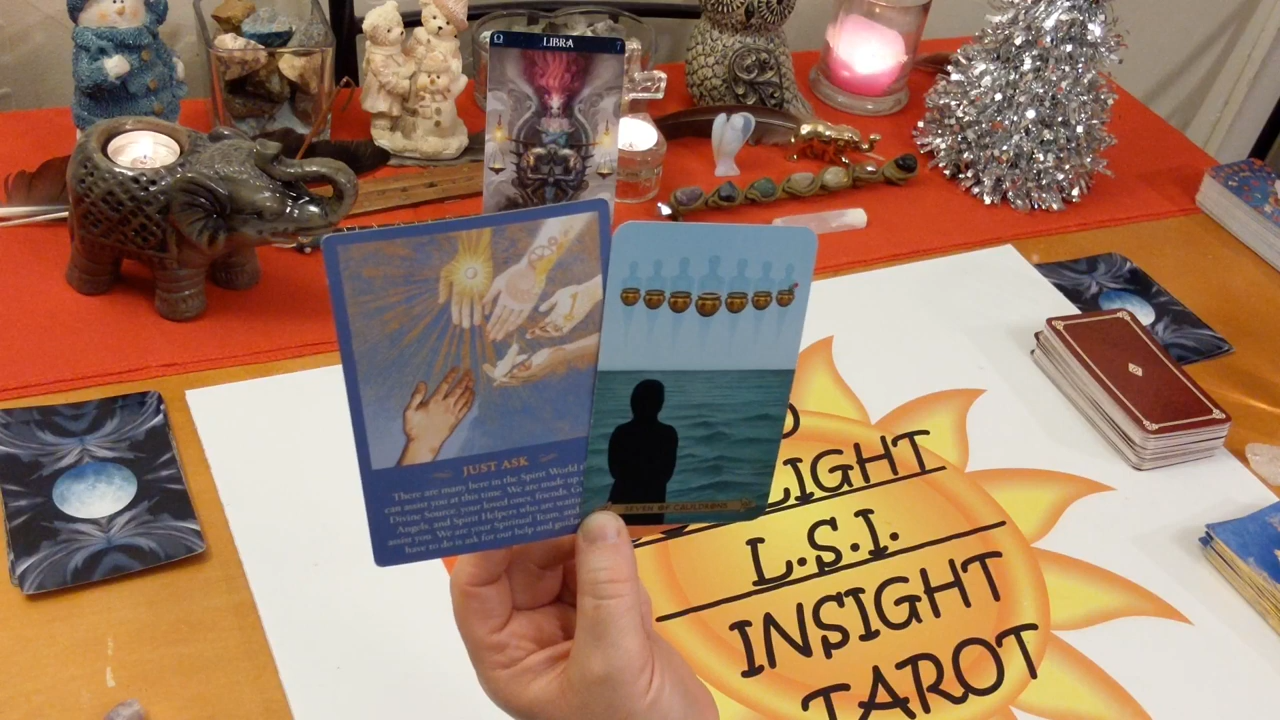 LIBRA
7
JUST ASK
There are many here in the Spirit World
can assist you at this time. We are made up
Divine Source, your loved ones, friends,
Angels, and Spirit Helpers who are
assist you. We are your Spiritual Team, and
have to do is ask for our help and
SEVEN OF CAULDRONS
LIGHT
L.S.I.
INSIGHT
TAROT